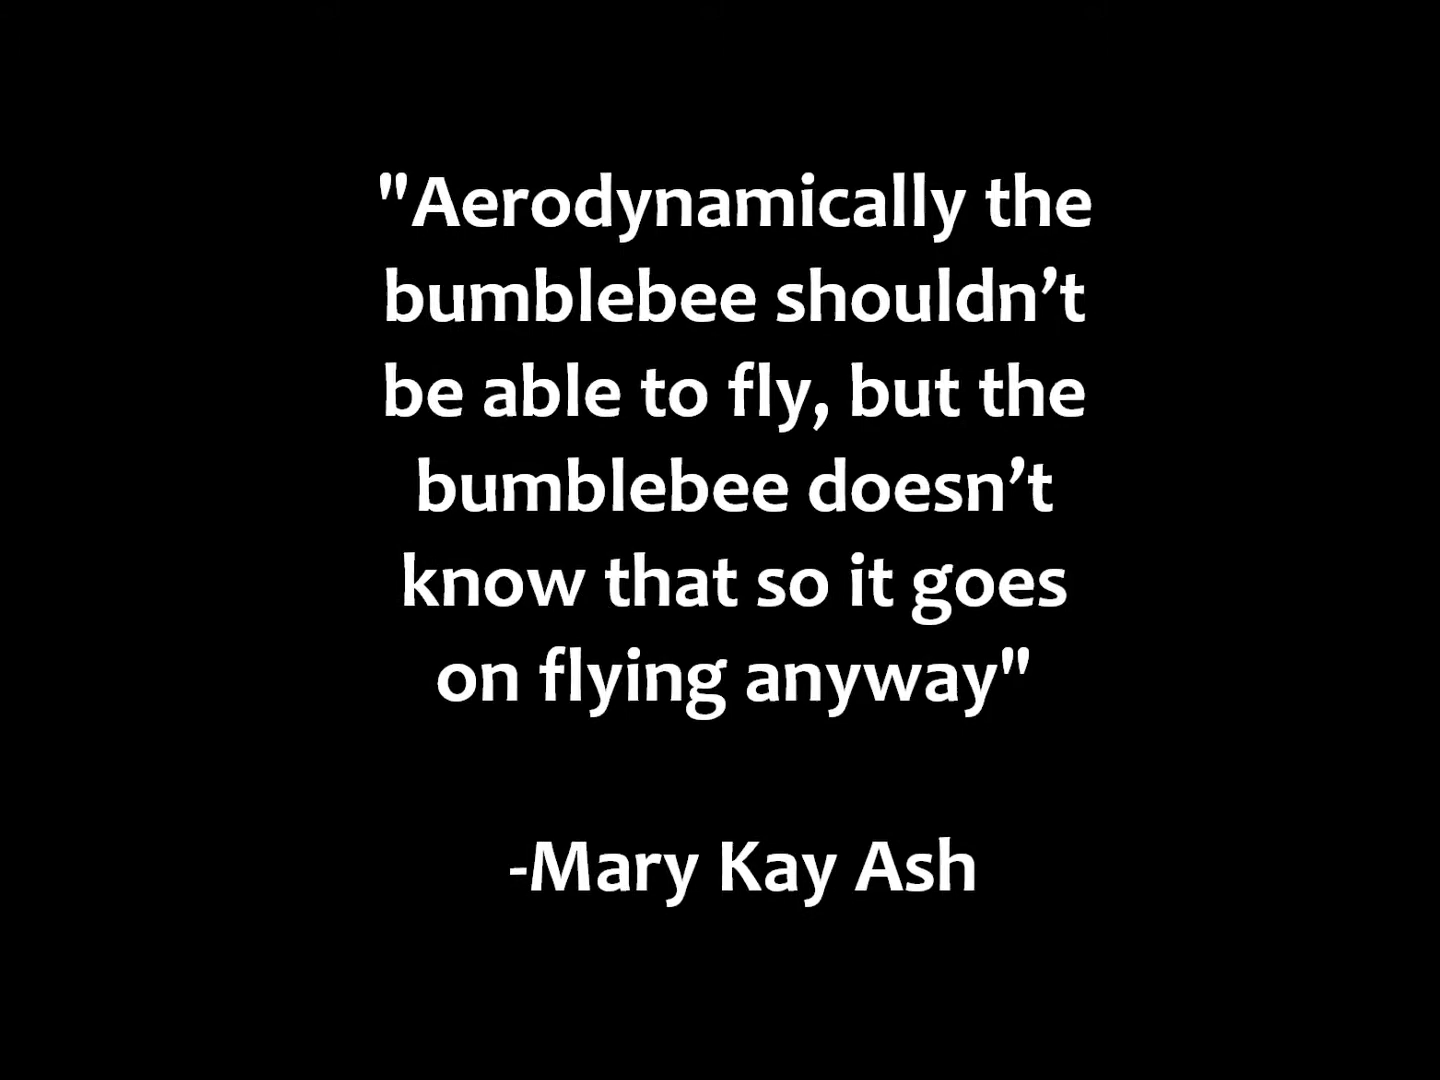 "Aerodynamically the
bumblebee shouldn’t
be able to fly, but the
bumblebee doesn’t
know that so it goes
on flying anyway"
-Mary Kay Ash